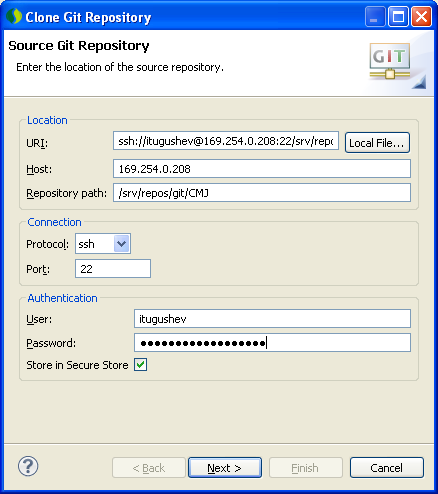 Clone Git Repository
Source Git Repository
Enter the location of the source repository.
GIT
Location
URI: ssh://itugushev@169.254.0.208:22/srv/repo Local File...
Host: 169.254.0.208
Repository path: /srv/repos/git/CMJ
Connection
Protocol: ssh
Port: 22
Authentication
User: itugushev
Password: ●●●●●●●●●●●●●●●●●●
Store in Secure Store
? < Back Next > Finish Cancel